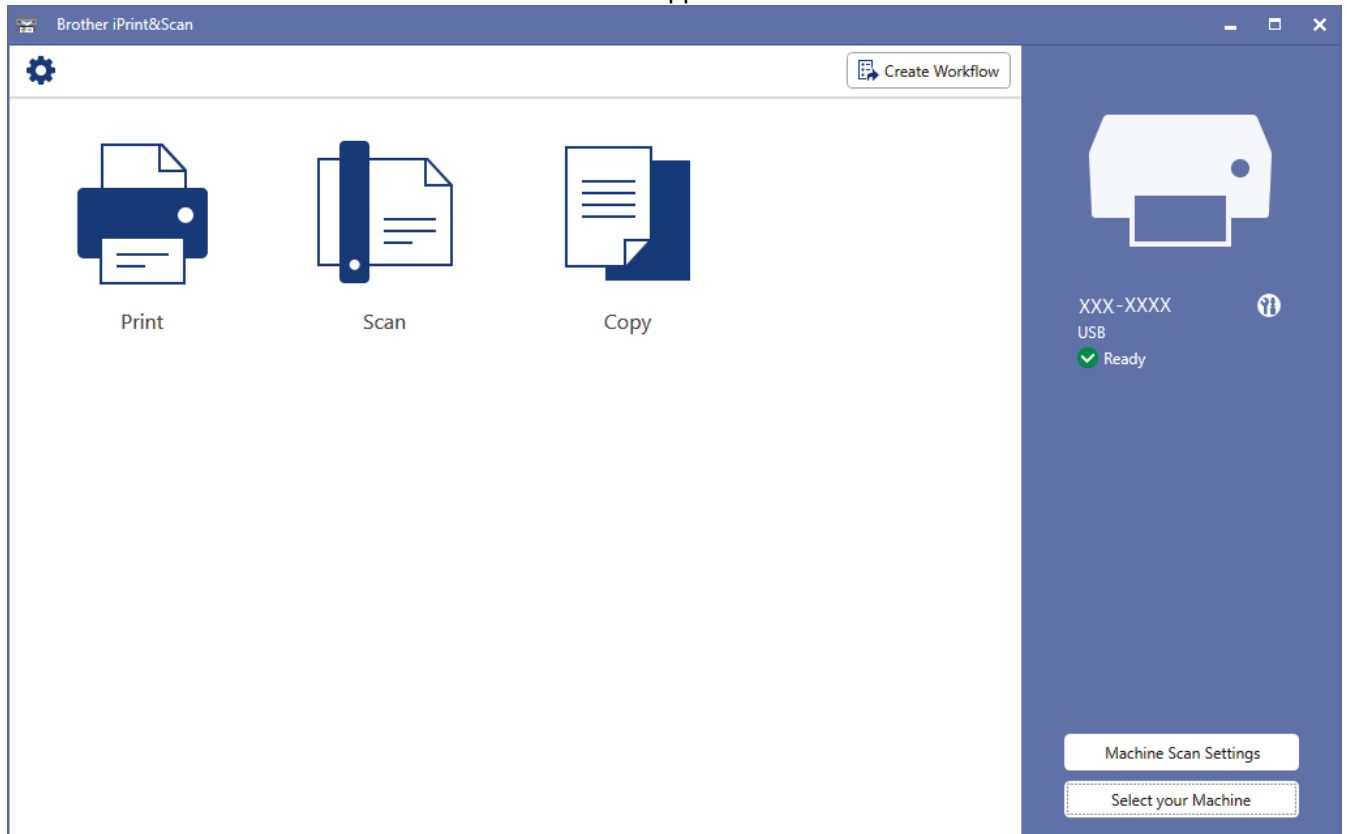 Brother iPrint&Scan
Create Workflow
Print
Scan
Copy
XXX-XXXX
USB
Ready
Machine Scan Settings
Select your Machine